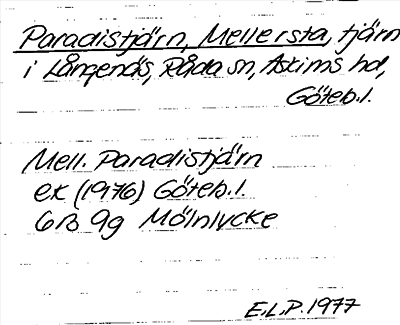 Paradistjärn, Mellersta, tjärn
i Långenäs, Råda sn, Askims hd,
Göteb.l.
Mell. Paradistjärn
ek (1976) Göteb.l.
6B 9g Mölnlycke
E.L.P. 1977